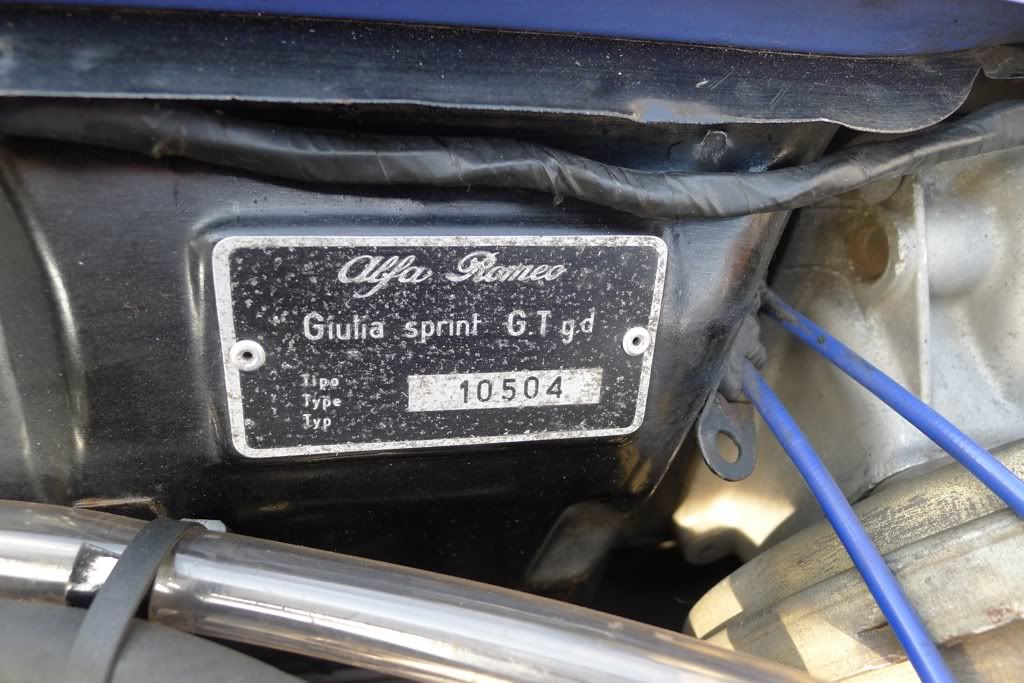 Alfa Romeo
Giulia sprint G.T g.d
Tipo
Type 10504
Typ